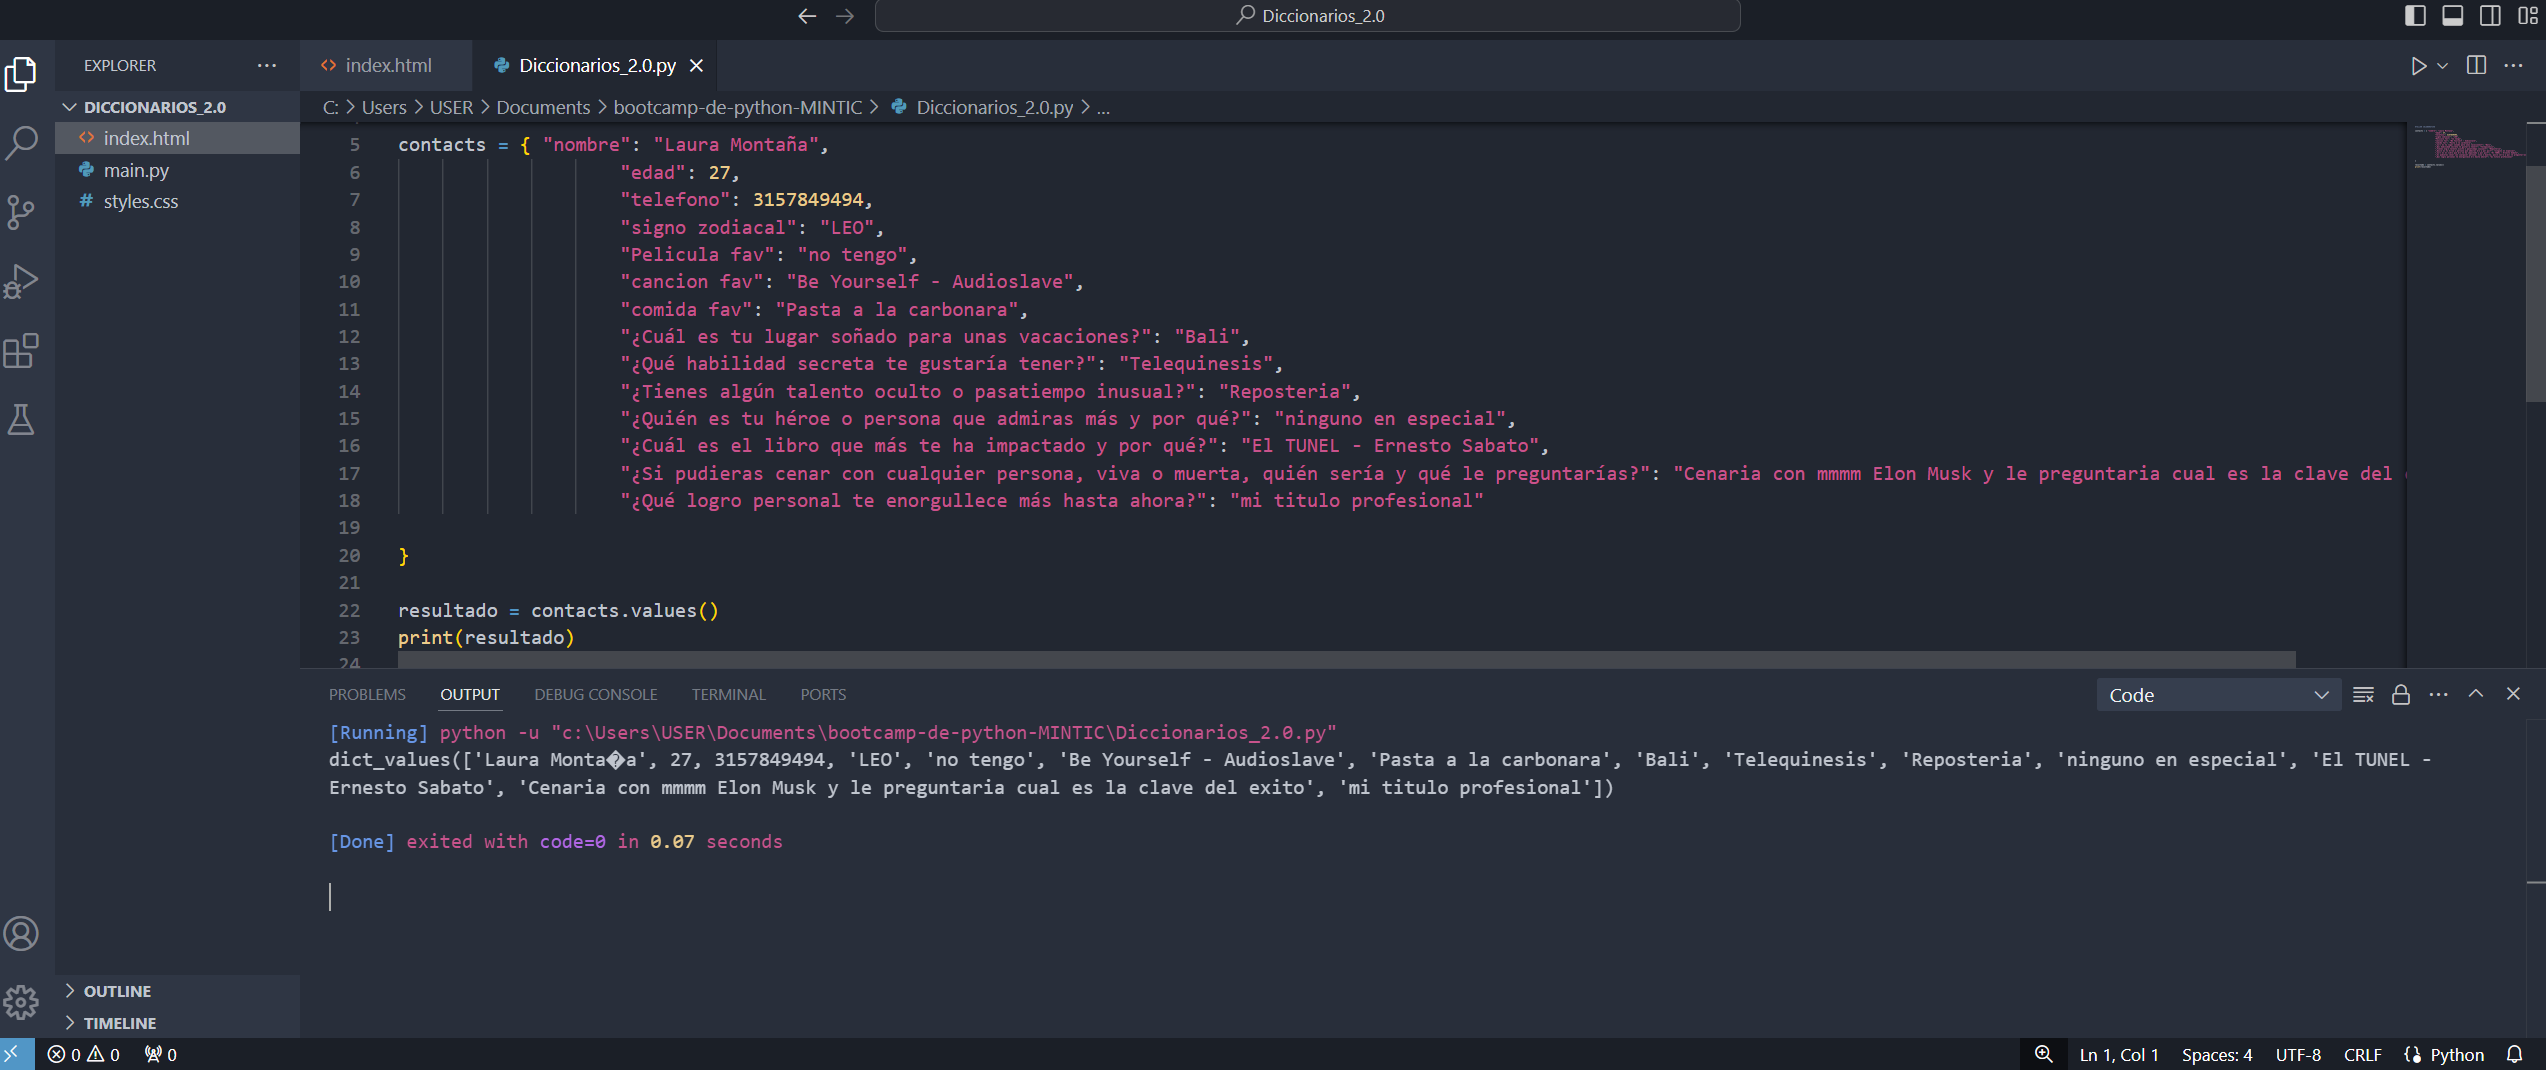 Diccionarios_2.0
EXPLORER
index.html
Diccionarios_2.0.py
DICCIONARIOS_2.0
index.html
main.py
styles.css
C: > Users > USER > Documents > bootcamp-de-python-MINTIC > Diccionarios_2.0.py > ...
5 contacts = { "nombre": "Laura Montaña",
6 "edad": 27,
7 "telefono": 3157849494,
8 "signo zodiacal": "LEO",
9 "Pelicula fav": "no tengo",
10 "cancion fav": "Be Yourself - Audioslave",
11 "comida fav": "Pasta a la carbonara",
12 "¿Cuál es tu lugar soñado para unas vacaciones?": "Bali",
13 "¿Qué habilidad secreta te gustaría tener?": "Telequinesis",
14 "¿Tienes algún talento oculto o pasatiempo inusual?": "Reposteria",
15 "¿Quién es tu héroe o persona que admiras más y por qué?": "ninguno en especial",
16 "¿Cuál es el libro que más te ha impactado y por qué?": "El TUNEL - Ernesto Sabato",
17 "¿Si pudieras cenar con cualquier persona, viva o muerta, quién sería y qué le preguntarías?": "Cenaria con mmmm Elon Musk y le preguntaria cual es la clave del
18 "¿Qué logro personal te enorgullece más hasta ahora?": "mi titulo profesional"
19
20 }
21
22 resultado = contacts.values()
23 print(resultado)
24
PROBLEMS OUTPUT DEBUG CONSOLE TERMINAL PORTS
Code
[Running] python -u "c:\Users\USER\Documents\bootcamp-de-python-MINTIC\Diccionarios_2.0.py"
dict_values(['Laura Monta�a', 27, 3157849494, 'LEO', 'no tengo', 'Be Yourself - Audioslave', 'Pasta a la carbonara', 'Bali', 'Telequinesis', 'Reposteria', 'ninguno en especial', 'El TUNEL -
Ernesto Sabato', 'Cenaria con mmmm Elon Musk y le preguntaria cual es la clave del exito', 'mi titulo profesional'])
[Done] exited with code=0 in 0.07 seconds
OUTLINE
TIMELINE
0 0 0
Ln 1, Col 1 Spaces: 4 UTF-8 CRLF Python